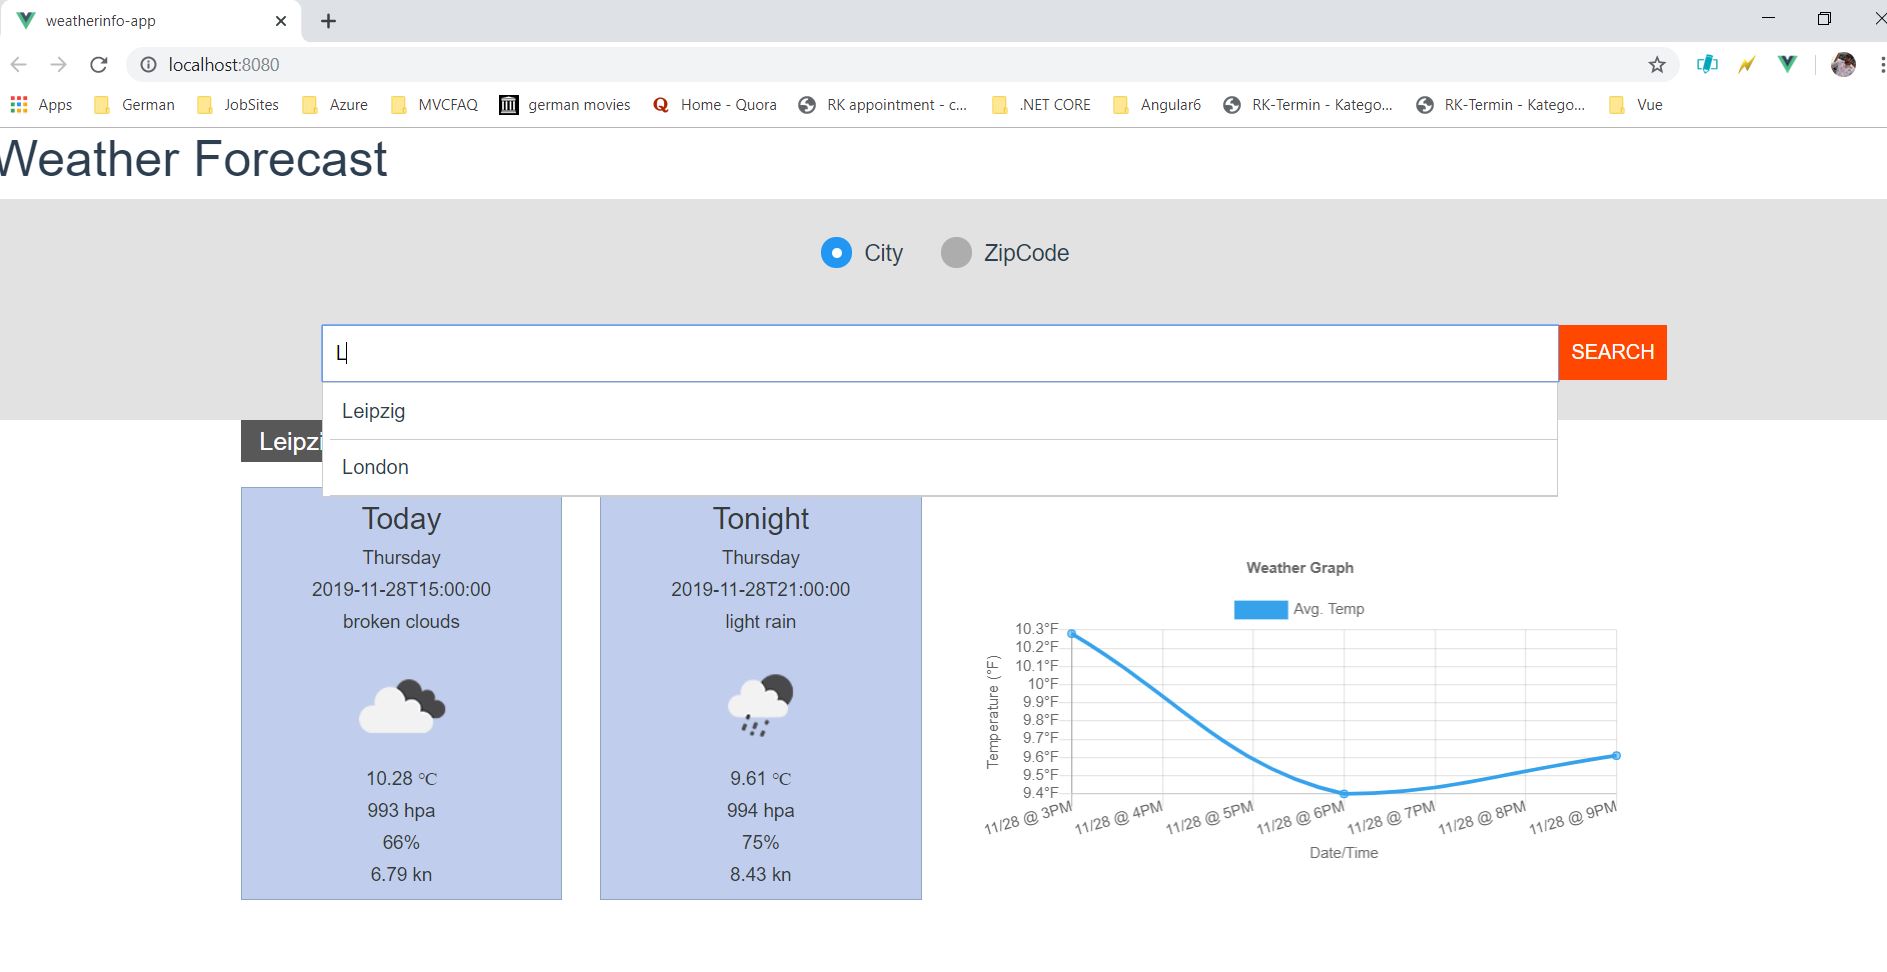 weatherinfo-app
localhost:8080
Apps German JobSites Azure MVCFAQ german movies Home - Quora RK appointment - c... .NET CORE Angular6 RK-Termin - Katego... RK-Termin - Katego... Vue
Weather Forecast
City ZipCode
L SEARCH
Leipzig
London
Leipzi
Today
Thursday
2019-11-28T15:00:00
broken clouds
10.28 °C
993 hpa
66%
6.79 kn
Tonight
Thursday
2019-11-28T21:00:00
light rain
9.61 °C
994 hpa
75%
8.43 kn
Weather Graph
Avg. Temp
Temperature (°F)
10.3°F
10.2°F
10.1°F
10°F
9.9°F
9.8°F
9.7°F
9.6°F
9.5°F
9.4°F
11/28 @ 3PM 11/28 @ 4PM 11/28 @ 5PM 11/28 @ 6PM 11/28 @ 7PM 11/28 @ 8PM 11/28 @ 9PM
Date/Time